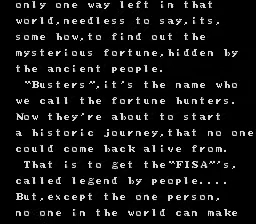 only one way left in that
world,needless to say,its,
some how,to find out the
mysterious fortune,hidden by
the ancient people.
"Busters",it's the name who
we call the fortune hunters.
Now they're about to start
a historic journey,that no one
could come back alive from.
That is to get the"FISA"'s,
called legend by people....
But,except the one person,
no one in the world can make